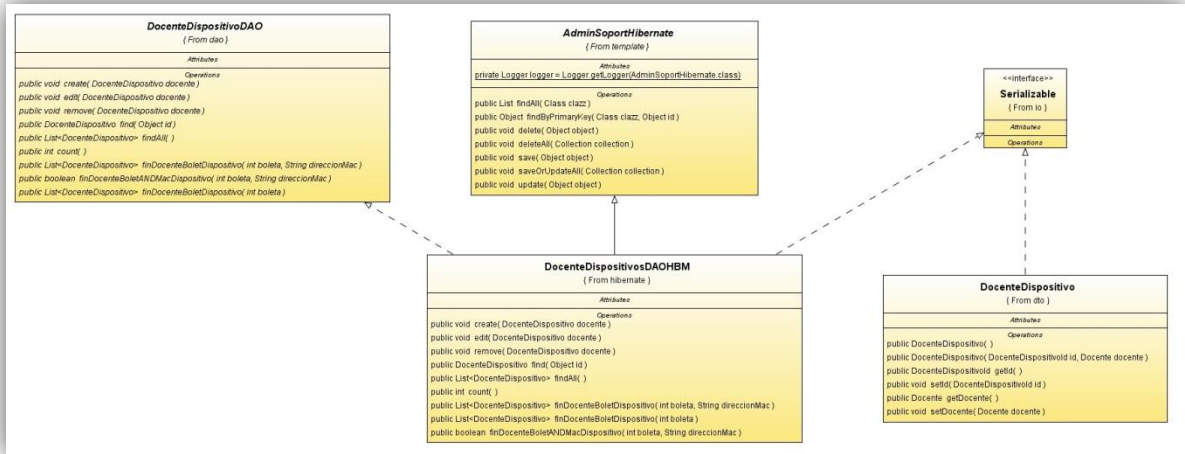 DocenteDispositivoDAO
{ From dao }
Attributes
Operations
public void create( DocenteDispositivo docente )
public void edit( DocenteDispositivo docente )
public void remove( DocenteDispositivo docente )
public DocenteDispositivo find( Object id )
public List<DocenteDispositivo> findAll( )
public int count( )
public List<DocenteDispositivo> finDocenteBoletDispositivo( int boleta, String direccionMac )
public boolean finDocenteBoletANDMacDispositivo( int boleta, String direccionMac )
public List<DocenteDispositivo> finDocenteBoletDispositivo( int boleta )
AdminSoportHibernate
{ From template }
Attributes
private Logger logger = Logger.getLogger(AdminSoportHibernate.class)
Operations
public List findAll( Class clazz )
public Object findByPrimaryKey( Class clazz, Object id )
public void delete( Object object )
public void deleteAll( Collection collection )
public void save( Object object )
public void saveOrUpdateAll( Collection collection )
public void update( Object object )
<<interface>>
Serializable
{ From io }
Attributes
Operations
DocenteDispositivosDAOHBM
{ From hibernate }
Attributes
Operations
public void create( DocenteDispositivo docente )
public void edit( DocenteDispositivo docente )
public void remove( DocenteDispositivo docente )
public DocenteDispositivo find( Object id )
public List<DocenteDispositivo> findAll( )
public int count( )
public List<DocenteDispositivo> finDocenteBoletDispositivo( int boleta, String direccionMac )
public List<DocenteDispositivo> finDocenteBoletDispositivo( int boleta )
public boolean finDocenteBoletANDMacDispositivo( int boleta, String direccionMac )
DocenteDispositivo
{ From dto }
Attributes
Operations
public DocenteDispositivo( )
public DocenteDispositivo( DocenteDispositivoId id, Docente docente )
public DocenteDispositivoId getId( )
public void setId( DocenteDispositivoId id )
public Docente getDocente( )
public void setDocente( Docente docente )